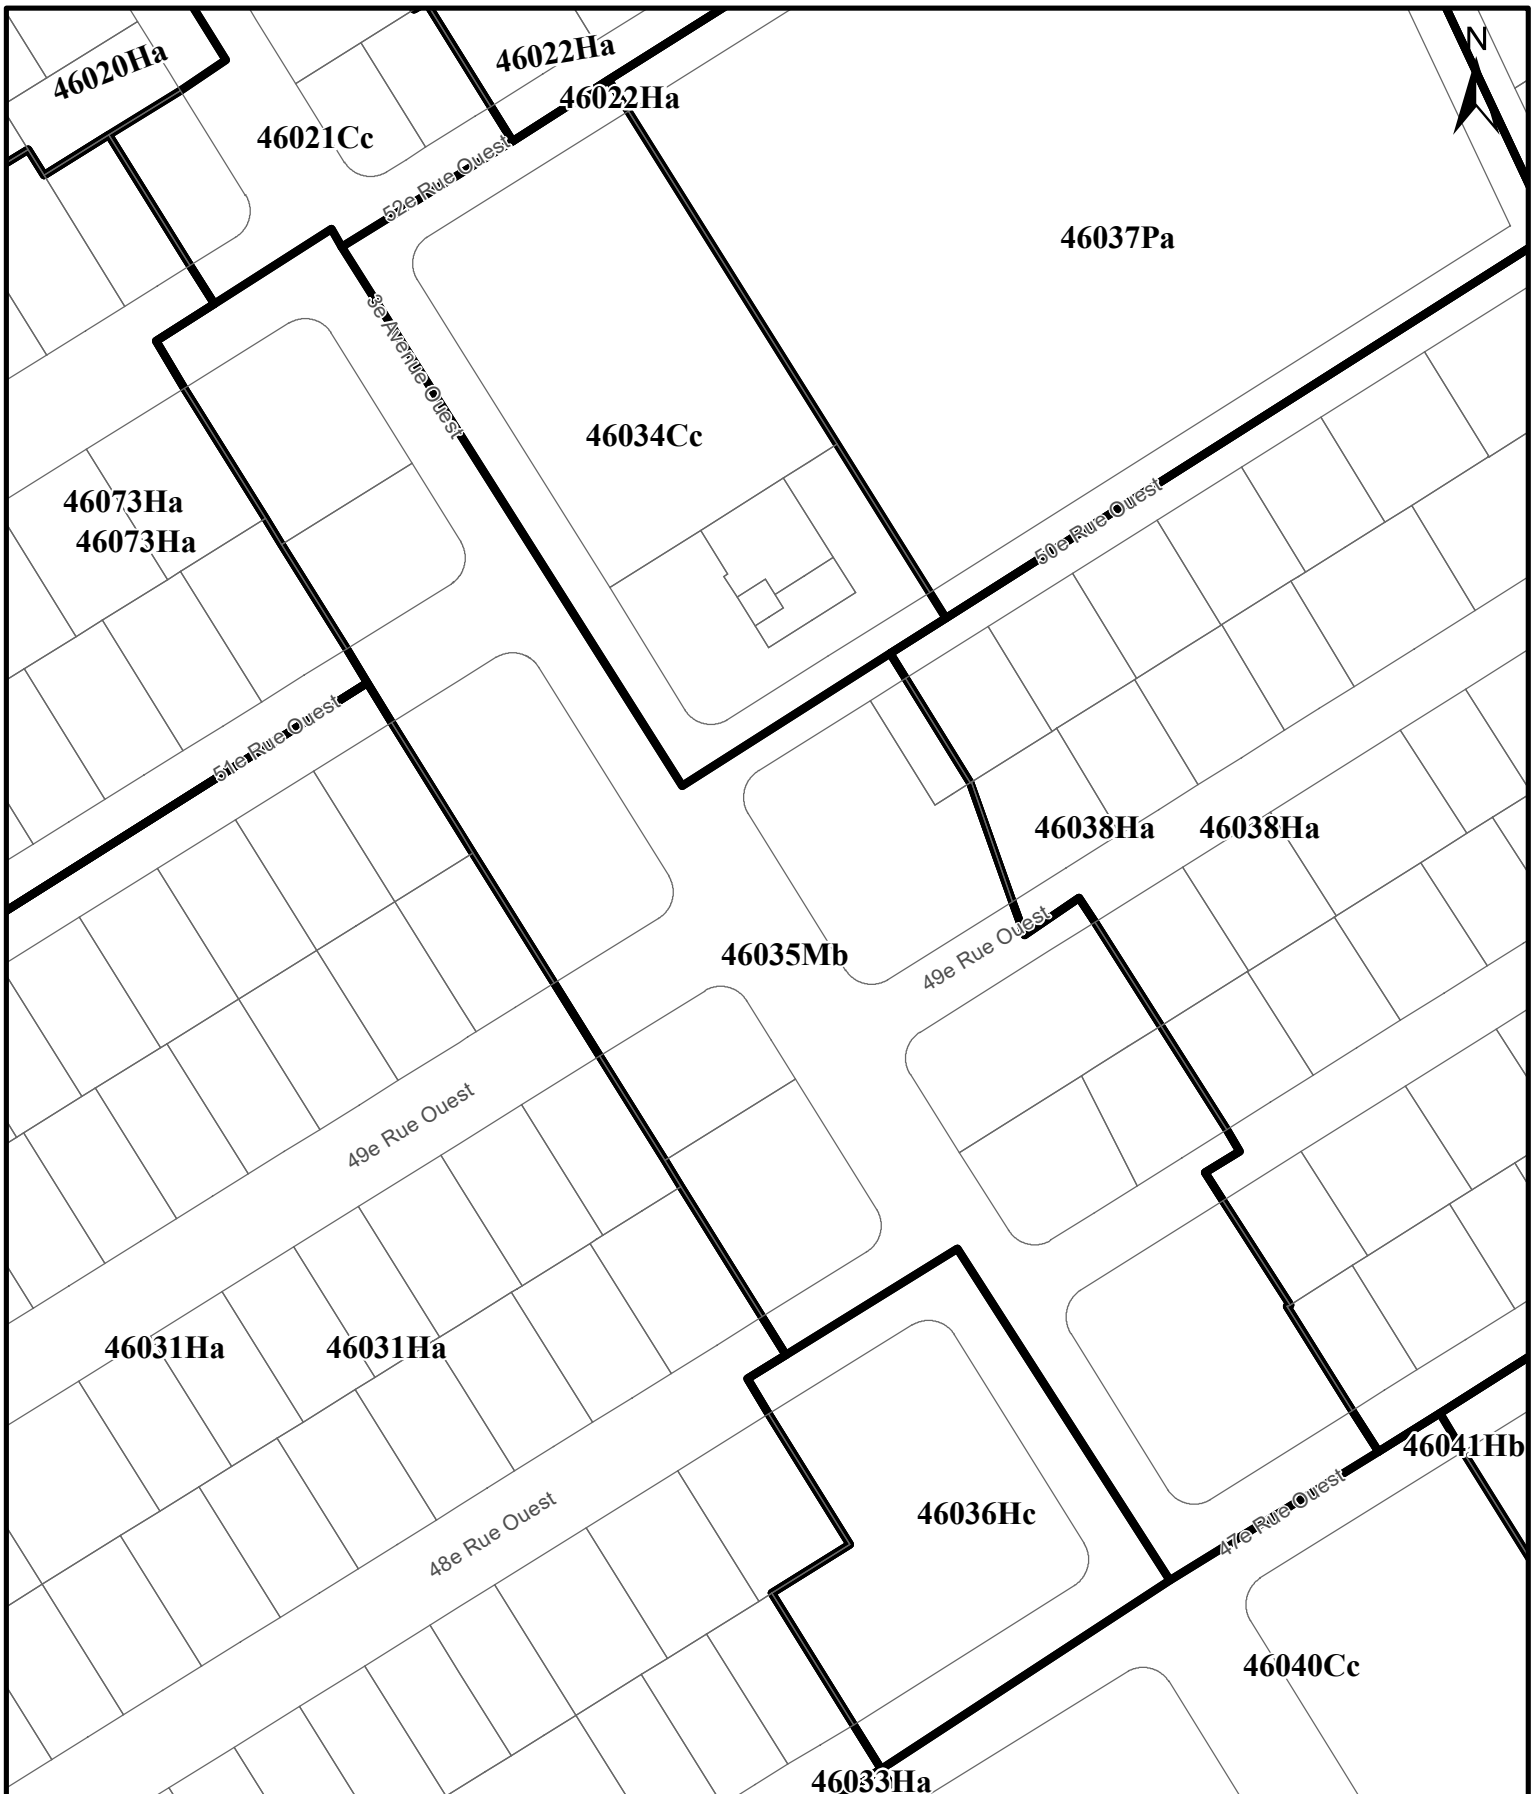 N
46020Ha
46022Ha
46022Ha
46021Cc
52e Rue Ouest
46037Pa
3e Avenue Ouest
46034Cc
46073Ha
46073Ha
50e Rue Ouest
51e Rue Ouest
46038Ha
46038Ha
46035Mb
49e Rue Ouest
49e Rue Ouest
46031Ha
46031Ha
46041Hb
46036Hc
47e Rue Ouest
48e Rue Ouest
46040Cc
46033Ha